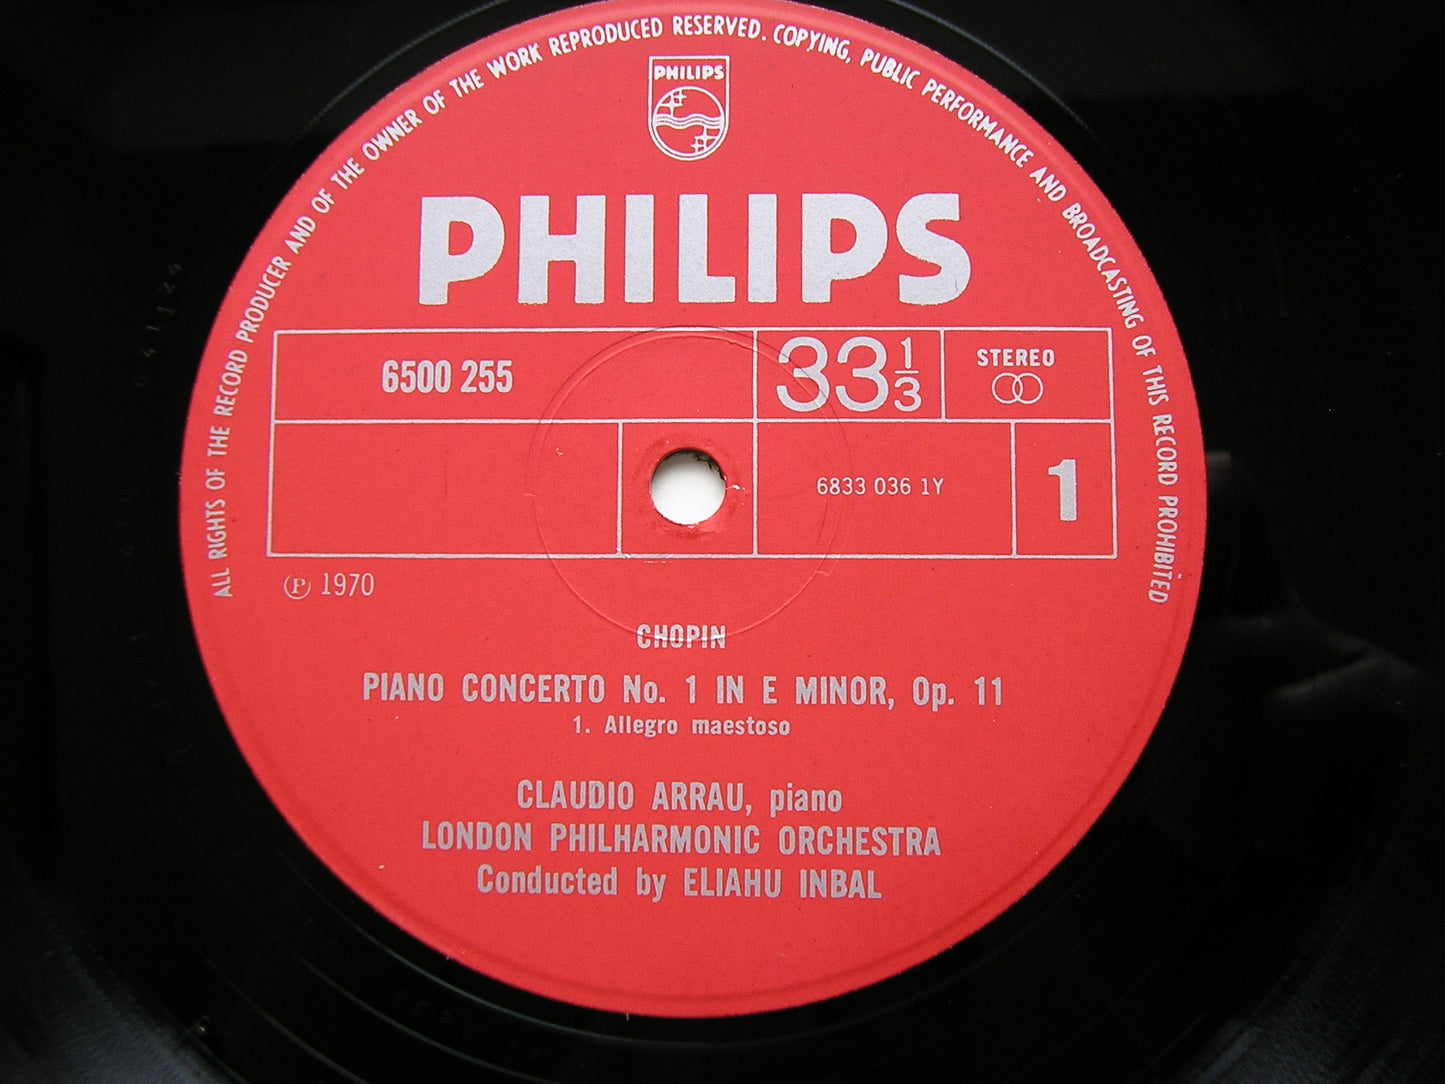 ALL RIGHTS OF THE RECORD PRODUCER AND OF THE OWNER OF THE WORK REPRODUCED RESERVED. COPYING, PUBLIC PERFORMANCE AND BROADCASTING OF THIS RECORD PROHIBITED
PHILIPS
PHILIPS
6500 255
33 1/3
STEREO
6833 036 1Y
1
℗ 1970
CHOPIN
PIANO CONCERTO No. 1 IN E MINOR, Op. 11
1. Allegro maestoso
CLAUDIO ARRAU, piano
LONDON PHILHARMONIC ORCHESTRA
Conducted by ELIAHU INBAL